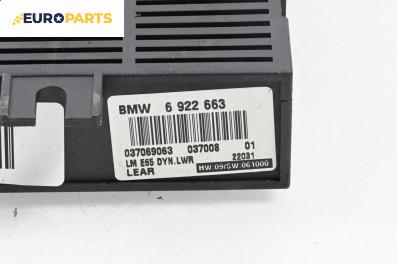 EUROPARTS
BMW 6 922 663
037069063 037008 01
LM E65 DYN.LWR 22031
LEAR HW:09/SW:061000